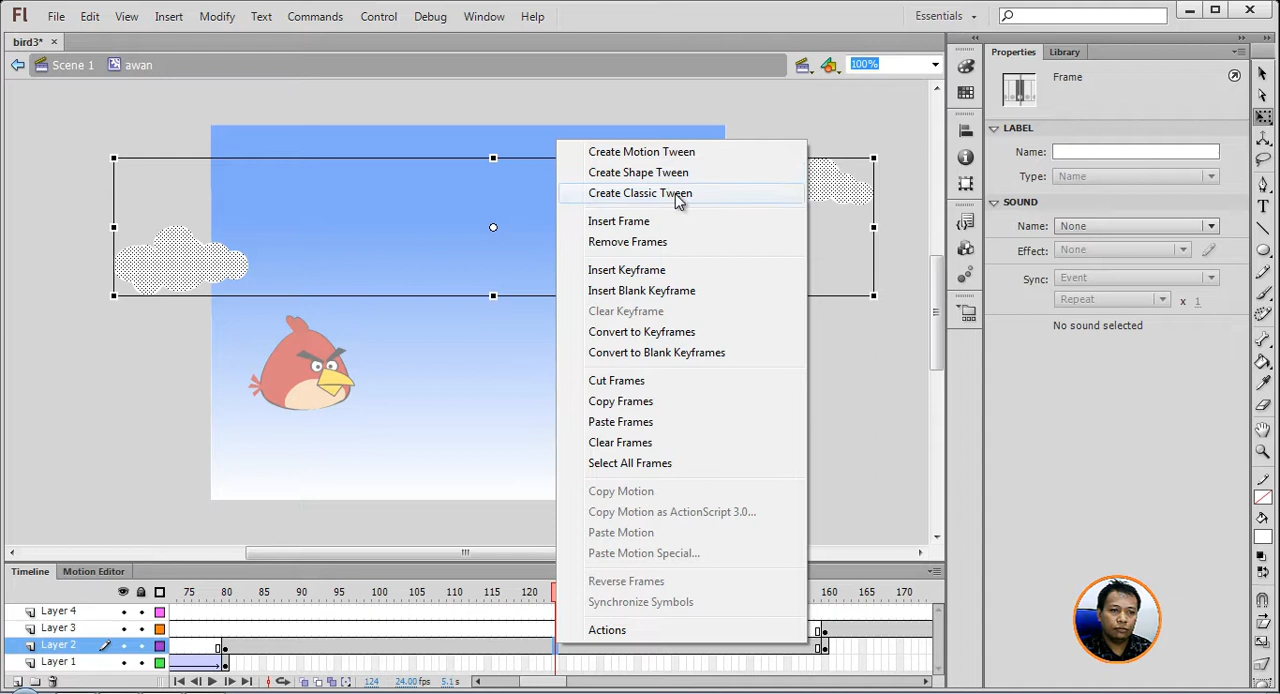 Fl File Edit View Insert Modify Text Commands Control Debug Window Help Essentials
bird3* ×
Scene 1 awan 100%
Properties Library
Frame
LABEL
Name:
Type: Name
SOUND
Name: None
Effect: None
Sync: Event
Repeat x 1
No sound selected
Create Motion Tween
Create Shape Tween
Create Classic Tween
Insert Frame
Remove Frames
Insert Keyframe
Insert Blank Keyframe
Clear Keyframe
Convert to Keyframes
Convert to Blank Keyframes
Cut Frames
Copy Frames
Paste Frames
Clear Frames
Select All Frames
Copy Motion
Copy Motion as ActionScript 3.0...
Paste Motion
Paste Motion Special...
Reverse Frames
Synchronize Symbols
Actions
Timeline Motion Editor
75 80 85 90 95 100 105 110 115 120 160 165 170
Layer 4
Layer 3
Layer 2
Layer 1
124 24.00 fps 5.1 s